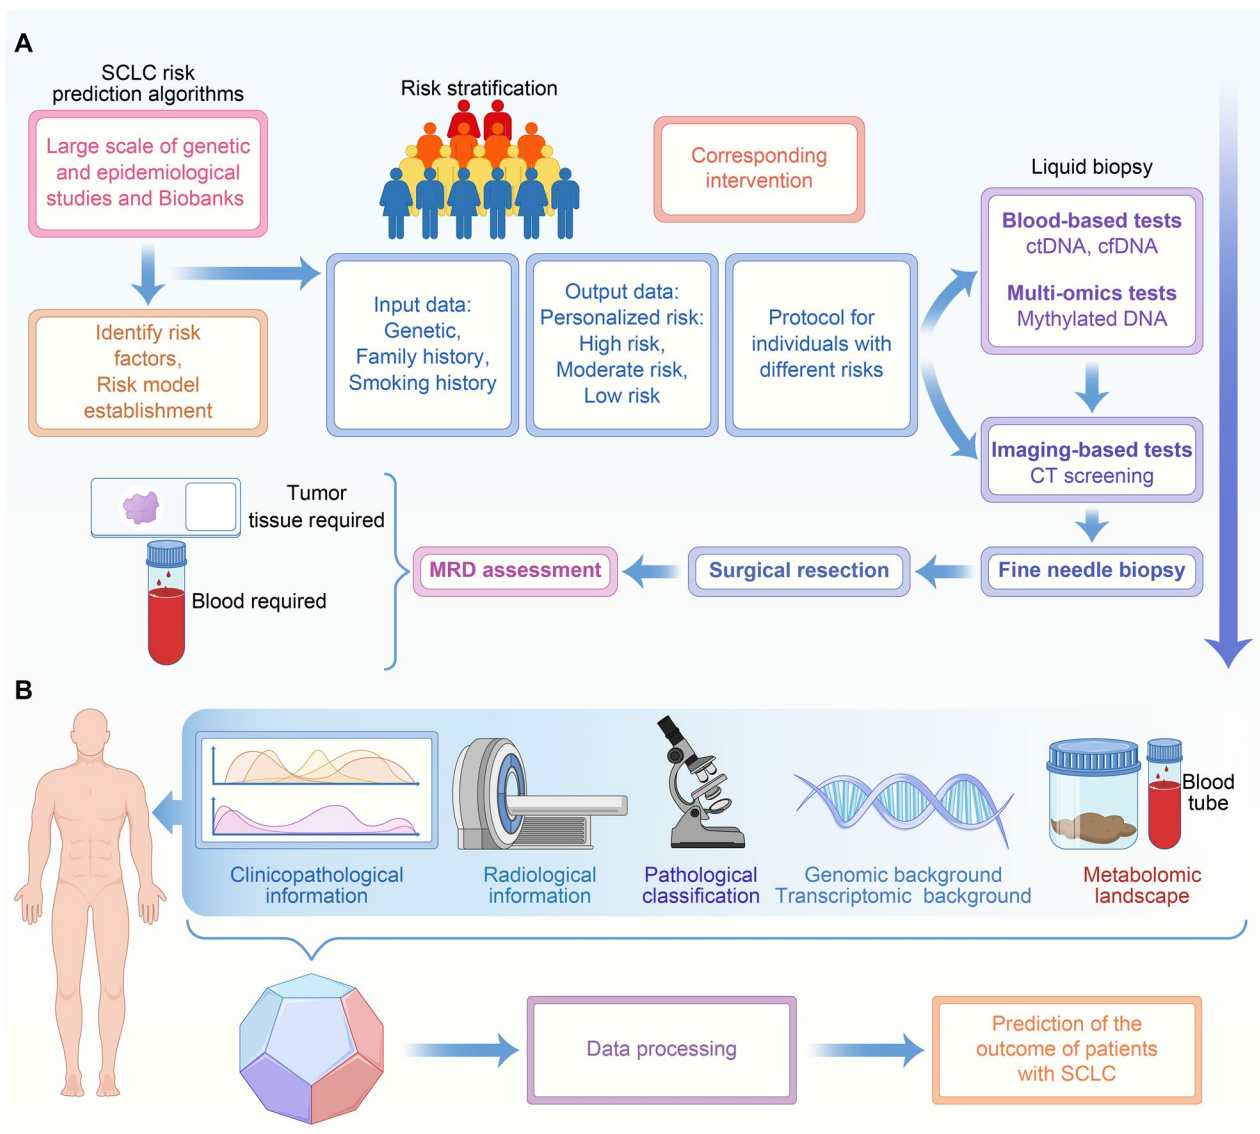 A
SCLC risk
prediction algorithms
Large scale of genetic
and epidemiological
studies and Biobanks
Identify risk
factors,
Risk model
establishment
Risk stratification
Input data:
Genetic,
Family history,
Smoking history
Output data:
Personalized risk:
High risk,
Moderate risk,
Low risk
Corresponding
intervention
Protocol for
individuals with
different risks
Liquid biopsy
Blood-based tests
ctDNA, cfDNA
Multi-omics tests
Mythylated DNA
Imaging-based tests
CT screening
Fine needle biopsy
Surgical resection
MRD assessment
Tumor
tissue required
Blood required
B
Clinicopathological
information
Radiological
information
Pathological
classification
Genomic background
Transcriptomic background
Blood
tube
Metabolomic
landscape
Data processing
Prediction of the
outcome of patients
with SCLC